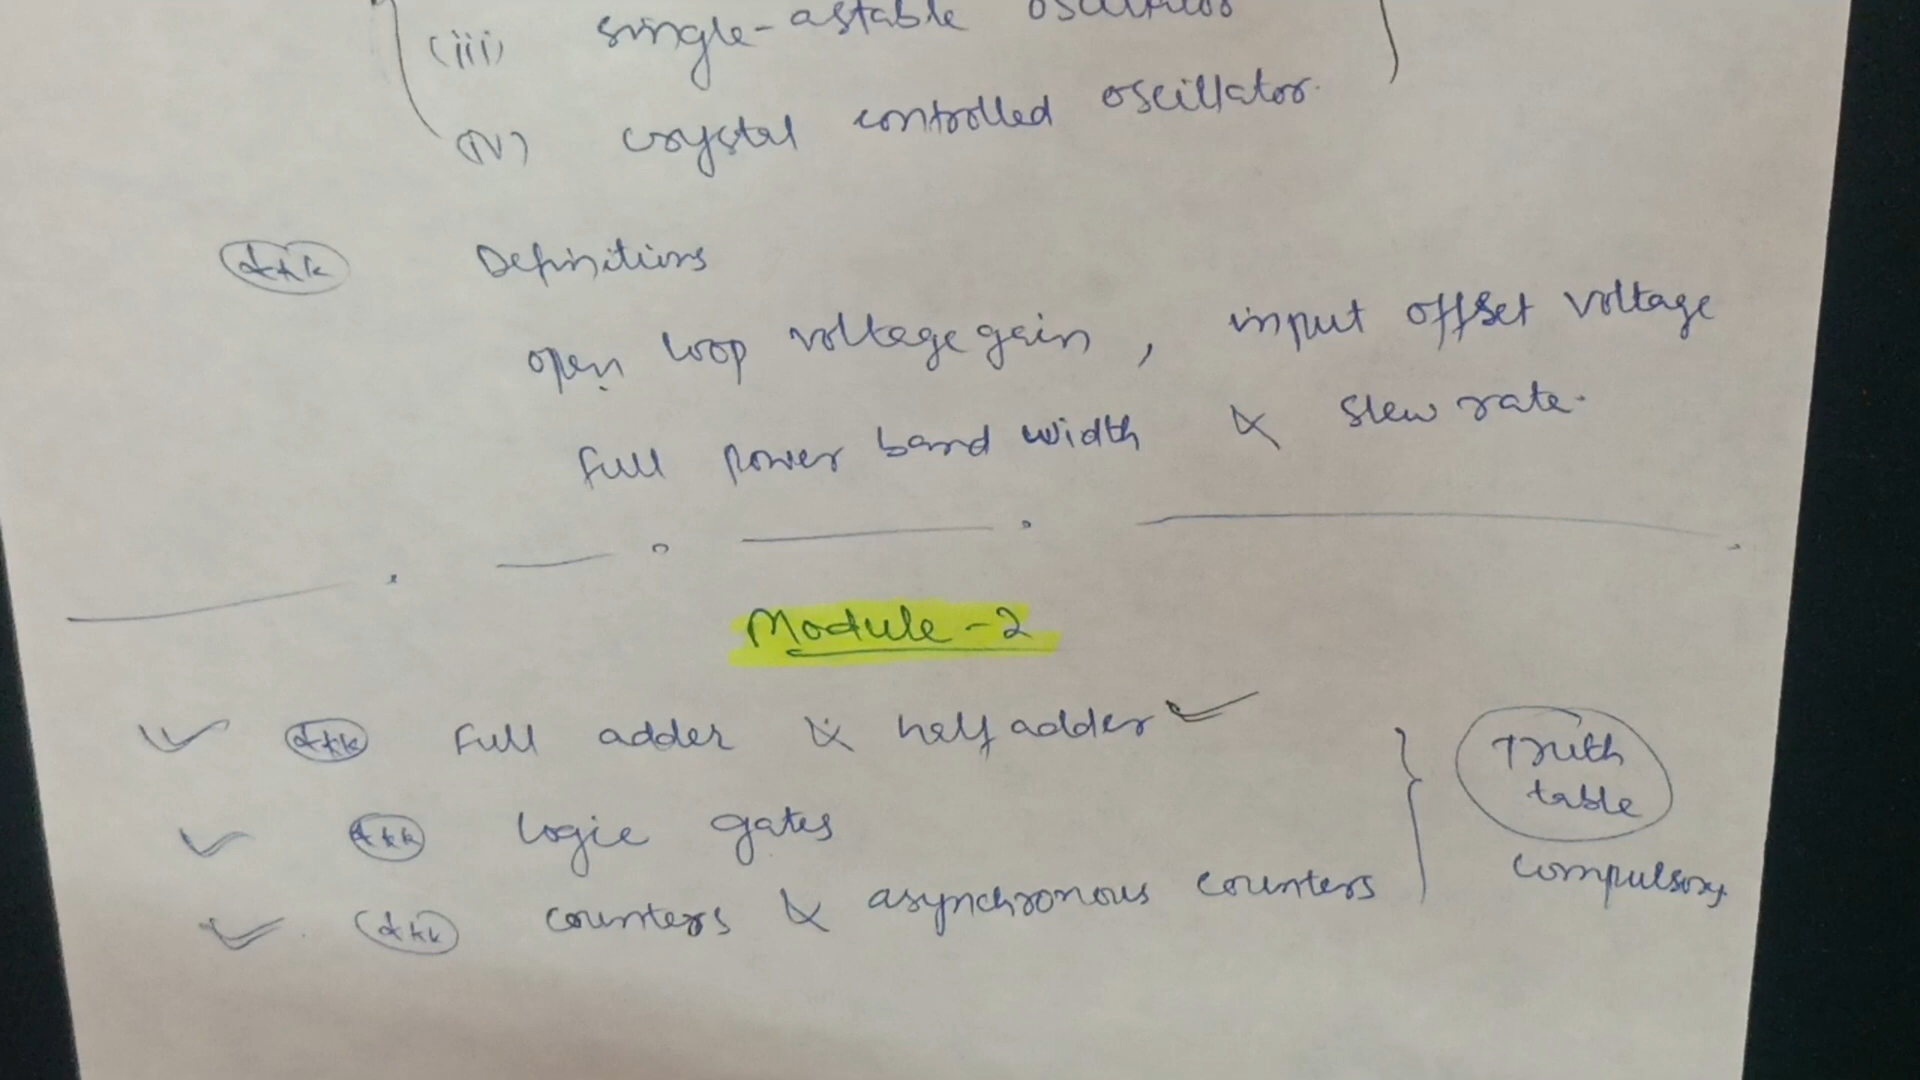 (iii) single-astable
(iv) crystal controlled oscillator.
*** Definitions
open loop voltage gain, input offset voltage
full power band width & slew rate.
Module-2
*** Full adder & half adder
*** logic gates
*** counters & asynchronous counters
Truth
table
compulsory